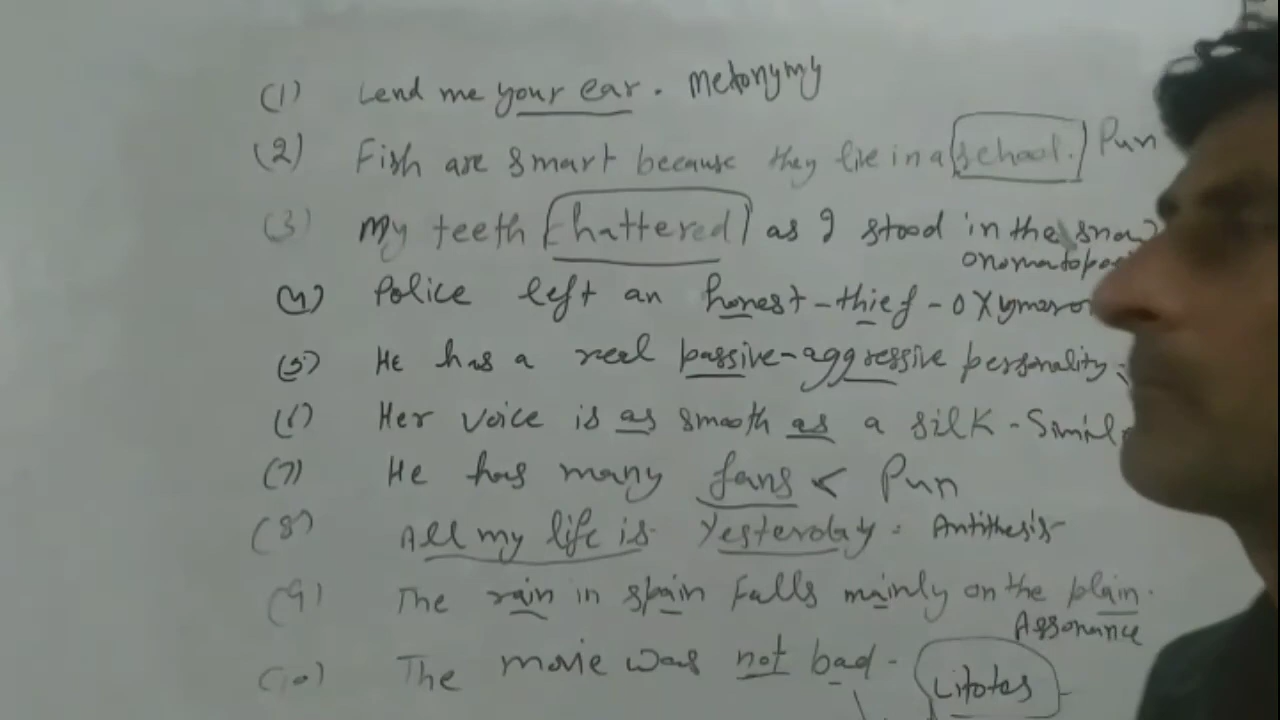 (1) Lend me your ear. Metonymy
(2) Fish are smart because they live in a school. Pun
(3) My teeth chattered as I stood in the snow
onomatopoe
(4) Police left an honest-thief - Oxymoron
(5) He has a real passive-aggressive personality.
(6) Her voice is as smooth as a silk - Simile
(7) He has many fans < Pun
(8) All my life is Yesterday: Antithesis-
(9) The rain in spain Falls mainly on the plain.
Assonance
(10) The movie was not bad - Litotes